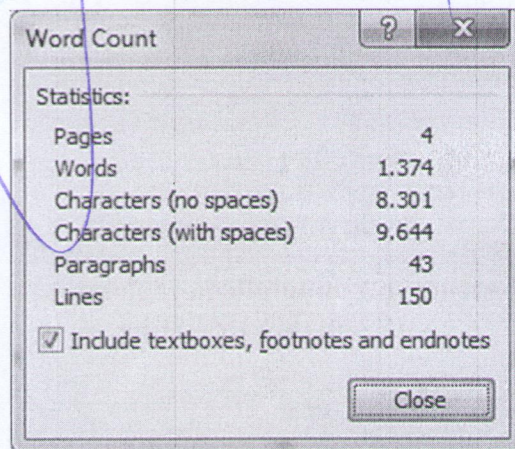 Word Count
Statistics:
Pages 4
Words 1.374
Characters (no spaces) 8.301
Characters (with spaces) 9.644
Paragraphs 43
Lines 150
Include textboxes, footnotes and endnotes
Close